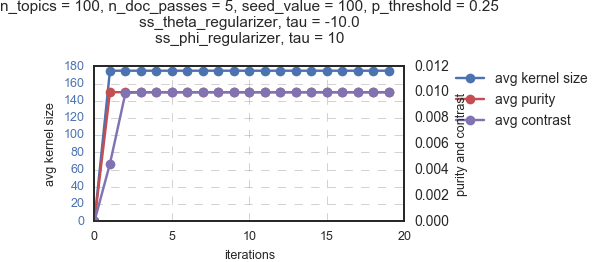 n_topics = 100, n_doc_passes = 5, seed_value = 100, p_threshold = 0.25
ss_theta_regularizer, tau = -10.0
ss_phi_regularizer, tau = 10
180
160
140
120
100
80
60
40
20
0
avg kernel size
0.012
0.010
0.008
0.006
0.004
0.002
0.000
purity and contrast
0 5 10 15 20
iterations
avg kernel size
avg purity
avg contrast